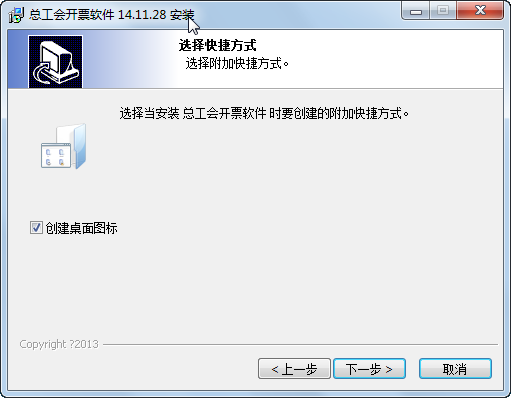 总工会开票软件 14.11.28 安装
选择快捷方式
选择附加快捷方式。
选择当安装 总工会开票软件 时要创建的附加快捷方式。
创建桌面图标
Copyright ?2013
< 上一步
下一步 >
取消